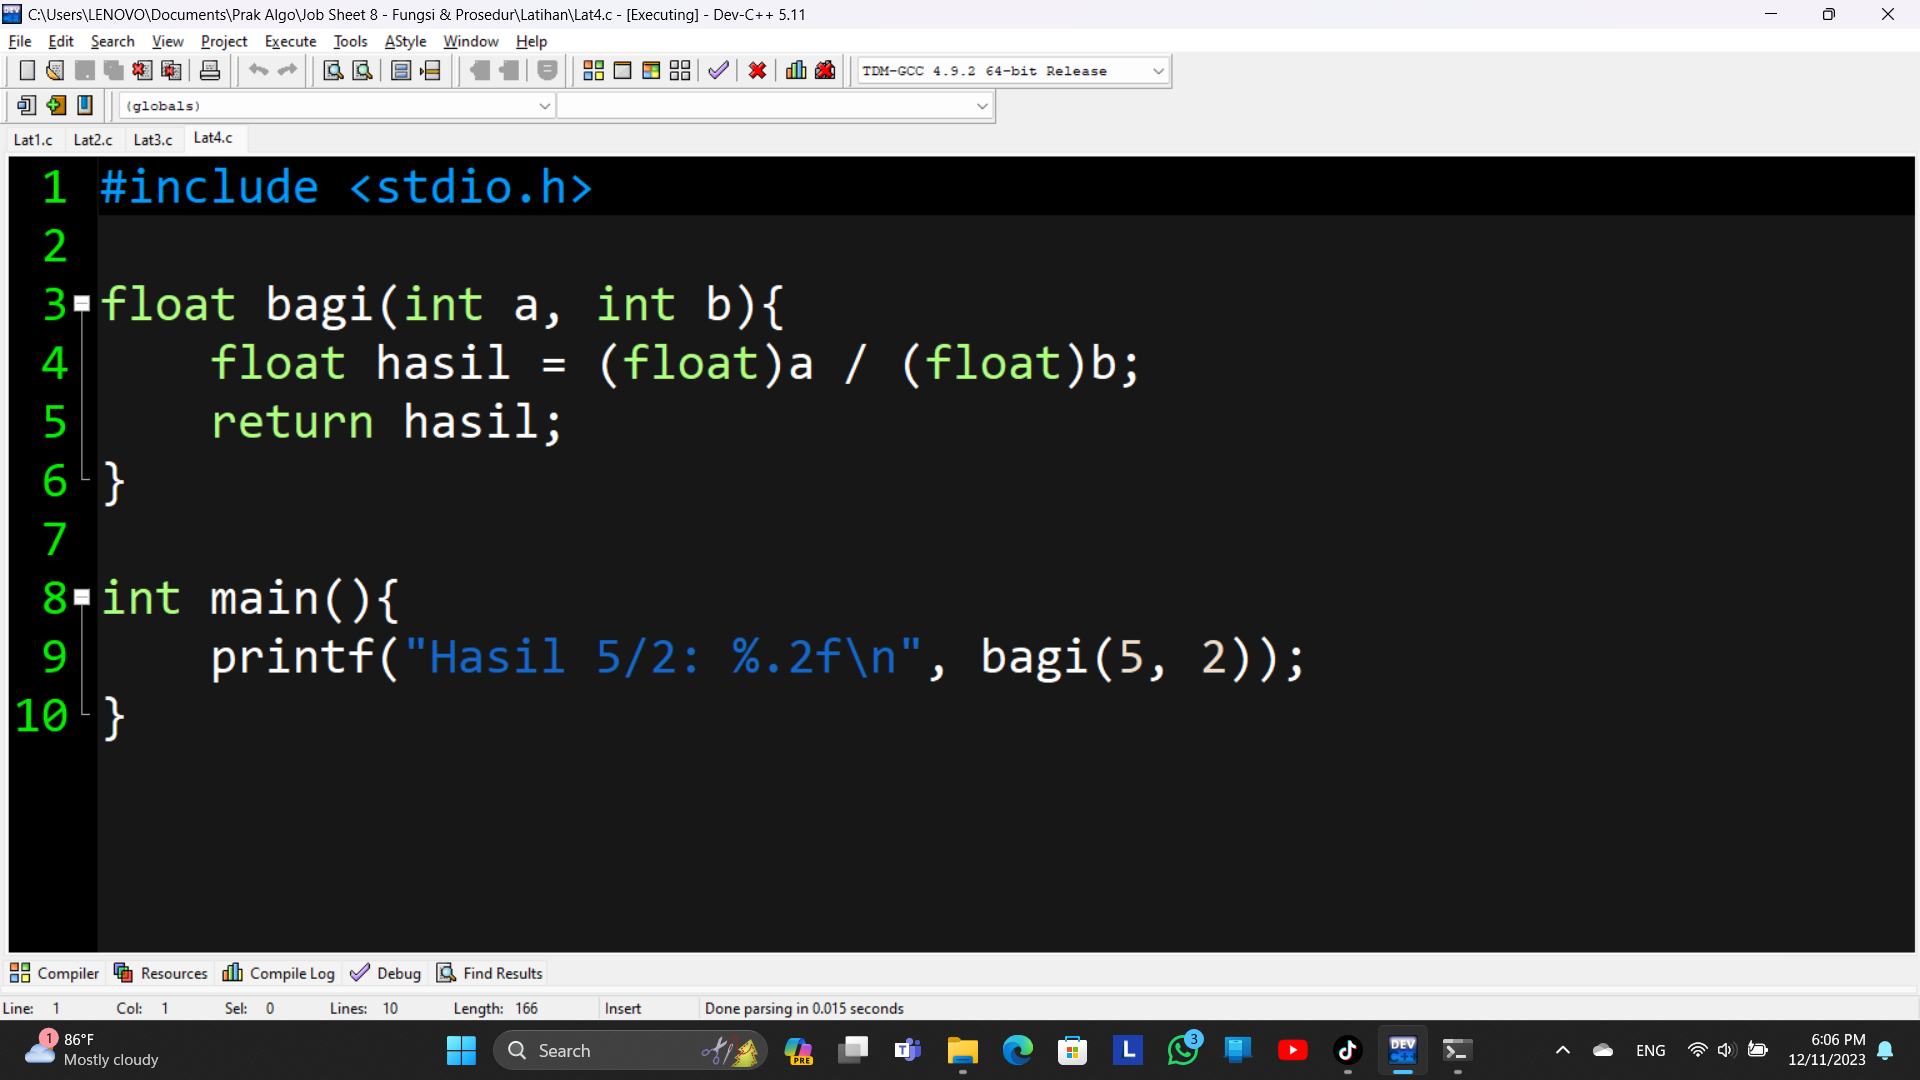 C:\Users\LENOVO\Documents\Prak Algo\Job Sheet 8 - Fungsi & Prosedur\Latihan\Lat4.c - [Executing] - Dev-C++ 5.11
File Edit Search View Project Execute Tools AStyle Window Help
TDM-GCC 4.9.2 64-bit Release
(globals)
Lat1.c Lat2.c Lat3.c Lat4.c
1 #include <stdio.h>
2
3 float bagi(int a, int b){
4 float hasil = (float)a / (float)b;
5 return hasil;
6 }
7
8 int main(){
9 printf("Hasil 5/2: %.2f\n", bagi(5, 2));
10 }
Compiler Resources Compile Log Debug Find Results
Line: 1 Col: 1 Sel: 0 Lines: 10 Length: 166 Insert Done parsing in 0.015 seconds
1 86°F
Mostly cloudy
Search
PRE
L
3
DEV C++
ENG
6:06 PM
12/11/2023